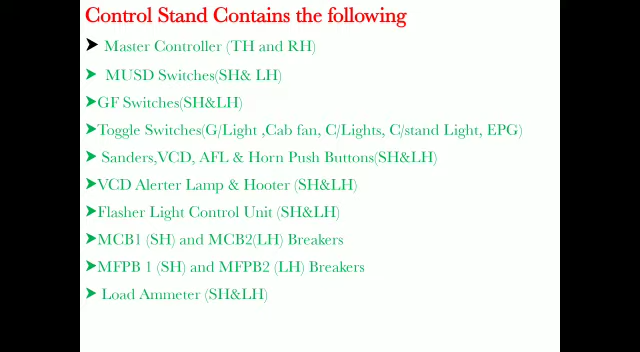 Control Stand Contains the following
➤ Master Controller (TH and RH)
➤ MUSD Switches(SH& LH)
➤GF Switches(SH&LH)
➤Toggle Switches(G/Light ,Cab fan, C/Lights, C/stand Light, EPG)
➤ Sanders,VCD, AFL & Horn Push Buttons(SH&LH)
➤VCD Alerter Lamp & Hooter (SH&LH)
➤Flasher Light Control Unit (SH&LH)
➤MCB1 (SH) and MCB2(LH) Breakers
➤MFPB 1 (SH) and MFPB2 (LH) Breakers
➤ Load Ammeter (SH&LH)